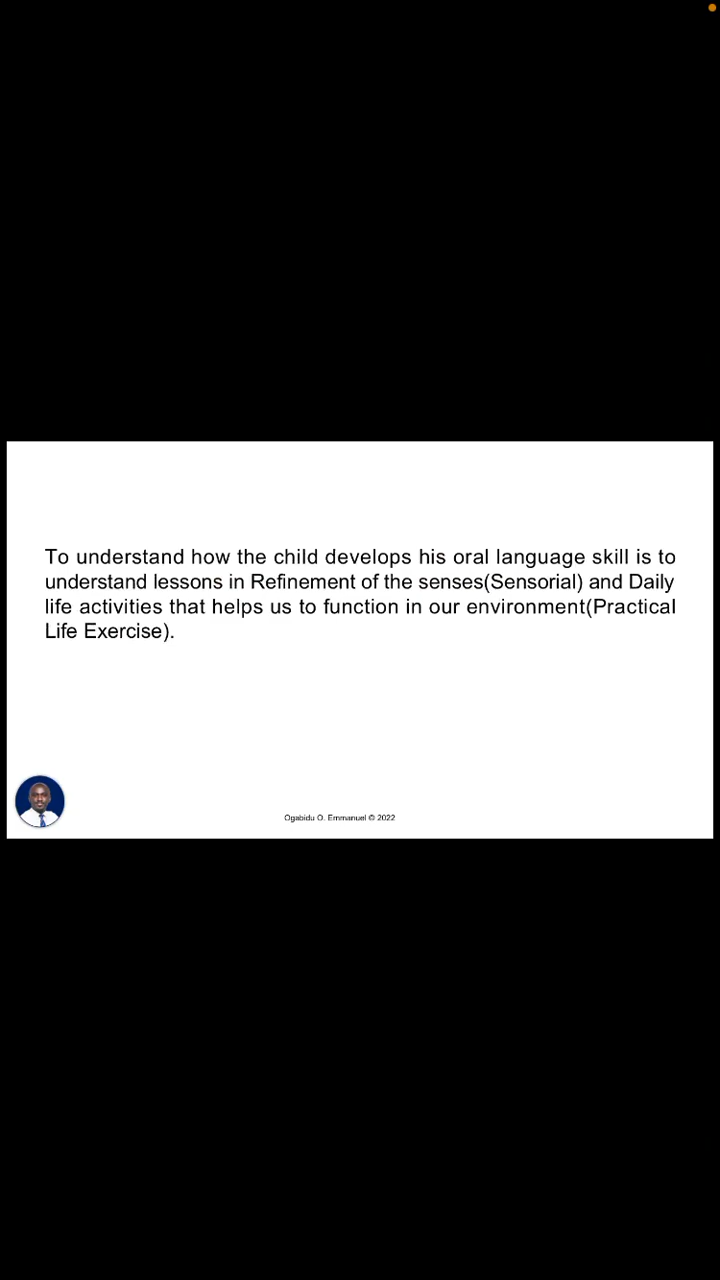 To understand how the child develops his oral language skill is to
understand lessons in Refinement of the senses(Sensorial) and Daily
life activities that helps us to function in our environment(Practical
Life Exercise).
Ogabidu O. Emmanuel © 2022